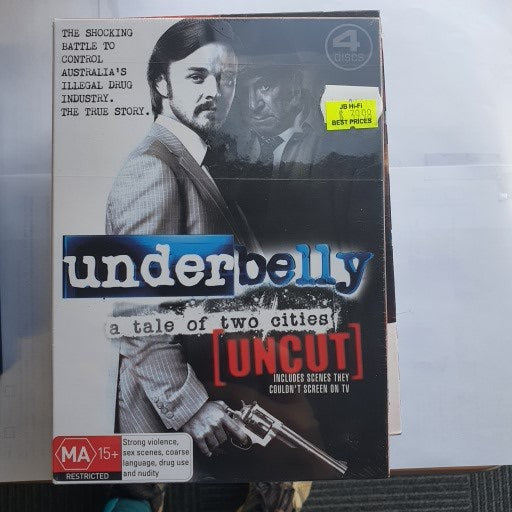 THE SHOCKING
BATTLE TO
CONTROL
AUSTRALIA'S
ILLEGAL DRUG
INDUSTRY.
THE TRUE STORY.
4
discs
JB Hi-Fi
BEST PRICES
underbelly
a tale of two cities
[UNCUT]
INCLUDES SCENES THEY
COULDN'T SCREEN ON TV
MA 15+
RESTRICTED
Strong violence,
sex scenes, coarse
language, drug use
and nudity